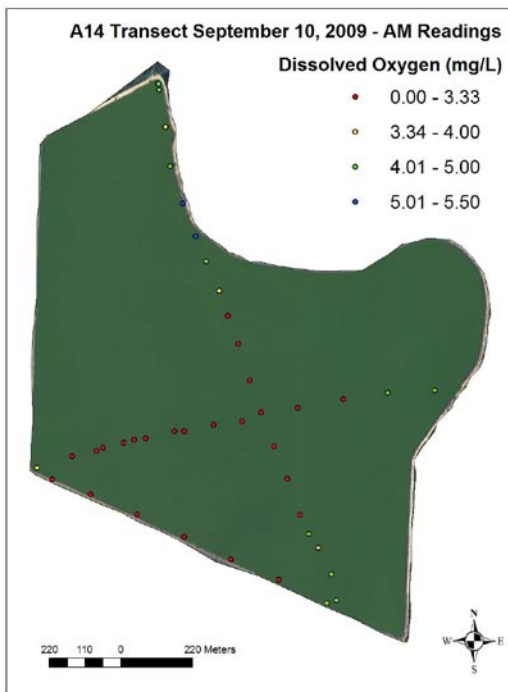 A14 Transect September 10, 2009 - AM Readings
Dissolved Oxygen (mg/L)
0.00 - 3.33
3.34 - 4.00
4.01 - 5.00
5.01 - 5.50
N
W E
S
220 110 0 220 Meters